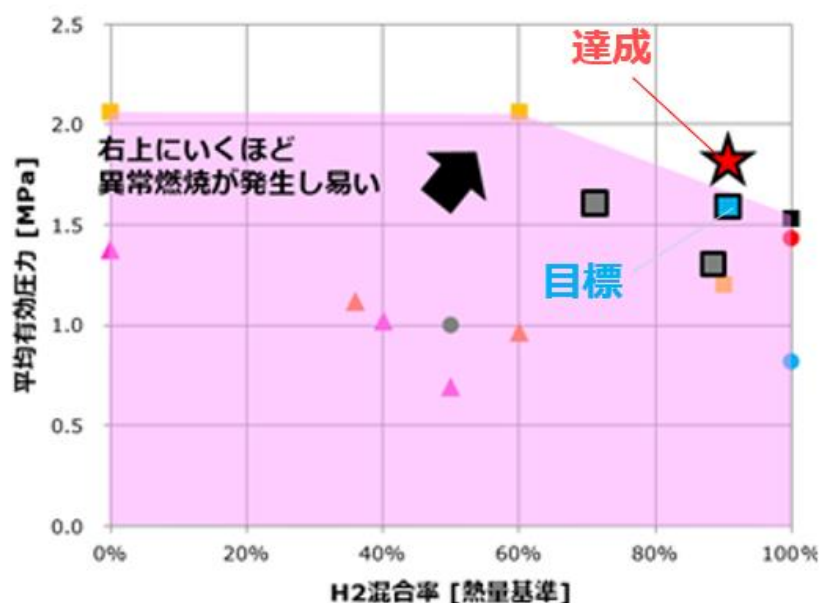 達成
右上にいくほど
異常燃焼が発生し易い
目標
平均有効圧力 [MPa]
2.5
2.0
1.5
1.0
0.5
0.0
0%
20%
40%
60%
80%
100%
H2混合率 [熱量基準]